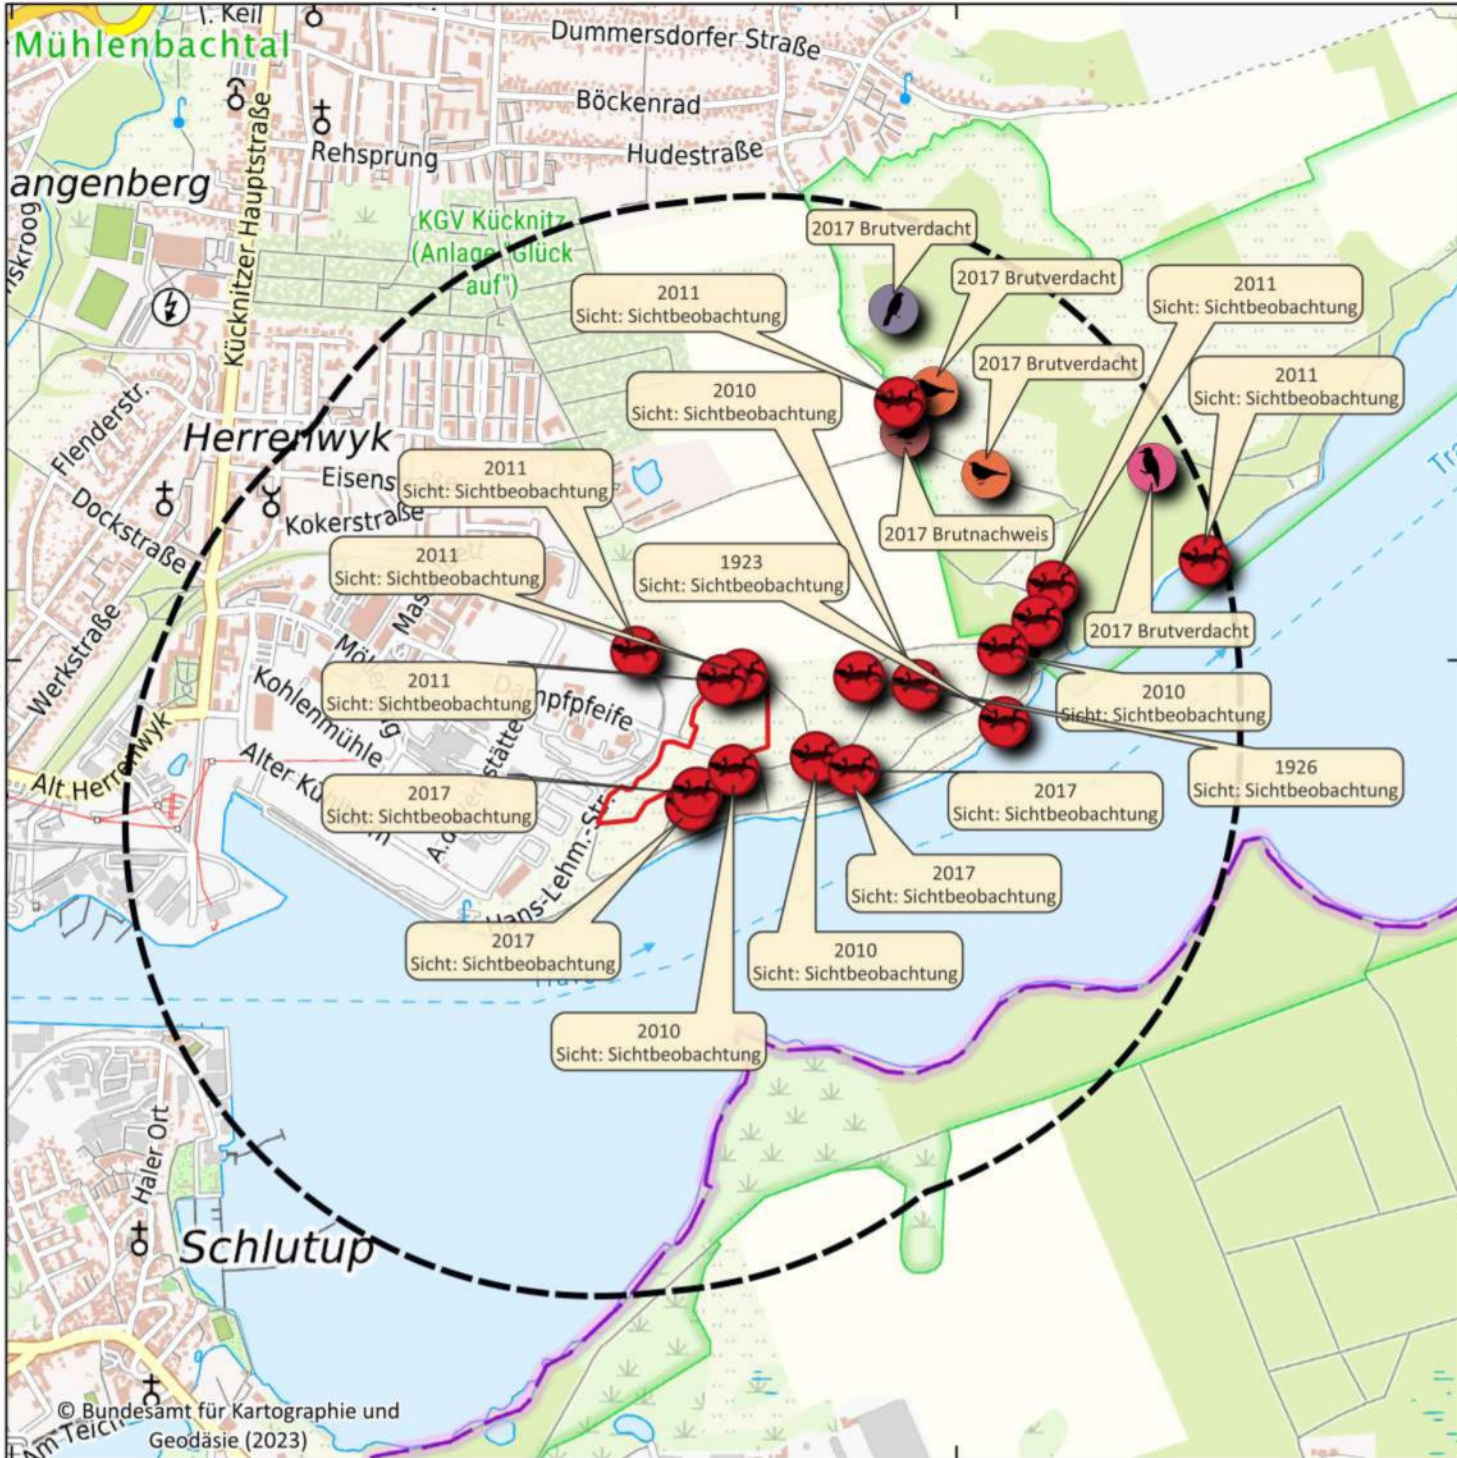 I. Keil
Mühlenbachtal
Dummersdorfer Straße
Böckenrad
Rehsprung
Hudestraße
angenberg
Kücknitzer Hauptstraße
KGV Kücknitz
(Anlage "Glück
auf")
2017 Brutverdacht
2017 Brutverdacht
2011
Sicht: Sichtbeobachtung
2011
Sicht: Sichtbeobachtung
2017 Brutverdacht
2010
Sicht: Sichtbeobachtung
2011
Sicht: Sichtbeobachtung
Flenderstr.
Herrenwyk
2011
Sicht: Sichtbeobachtung
Kokerstraße
Dockstraße
2017 Brutnachweis
2011
Sicht: Sichtbeobachtung
1923
Sicht: Sichtbeobachtung
2017 Brutverdacht
Werkstraße
2011
Sicht: Sichtbeobachtung
2010
Sicht: Sichtbeobachtung
Kohlenmühle
Alt Herrenwyk
2017
Sicht: Sichtbeobachtung
2017
Sicht: Sichtbeobachtung
1926
Sicht: Sichtbeobachtung
2017
Sicht: Sichtbeobachtung
Hans-Lehm.-Str.
2017
Sicht: Sichtbeobachtung
2010
Sicht: Sichtbeobachtung
2010
Sicht: Sichtbeobachtung
Haler Ort
Schlutup
© Bundesamt für Kartographie und
Geodäsie (2023)
Am Teich